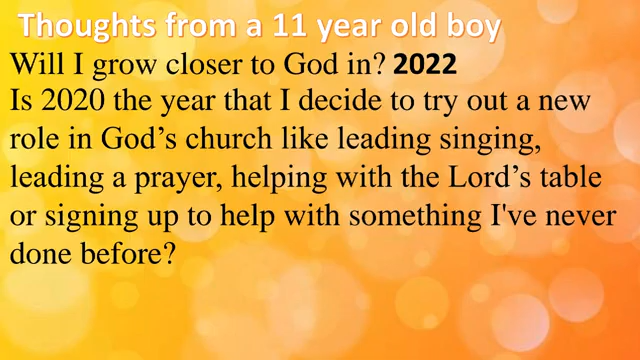 Thoughts from a 11 year old boy
Will I grow closer to God in? 2022
Is 2020 the year that I decide to try out a new
role in God’s church like leading singing,
leading a prayer, helping with the Lord’s table
or signing up to help with something I've never
done before?